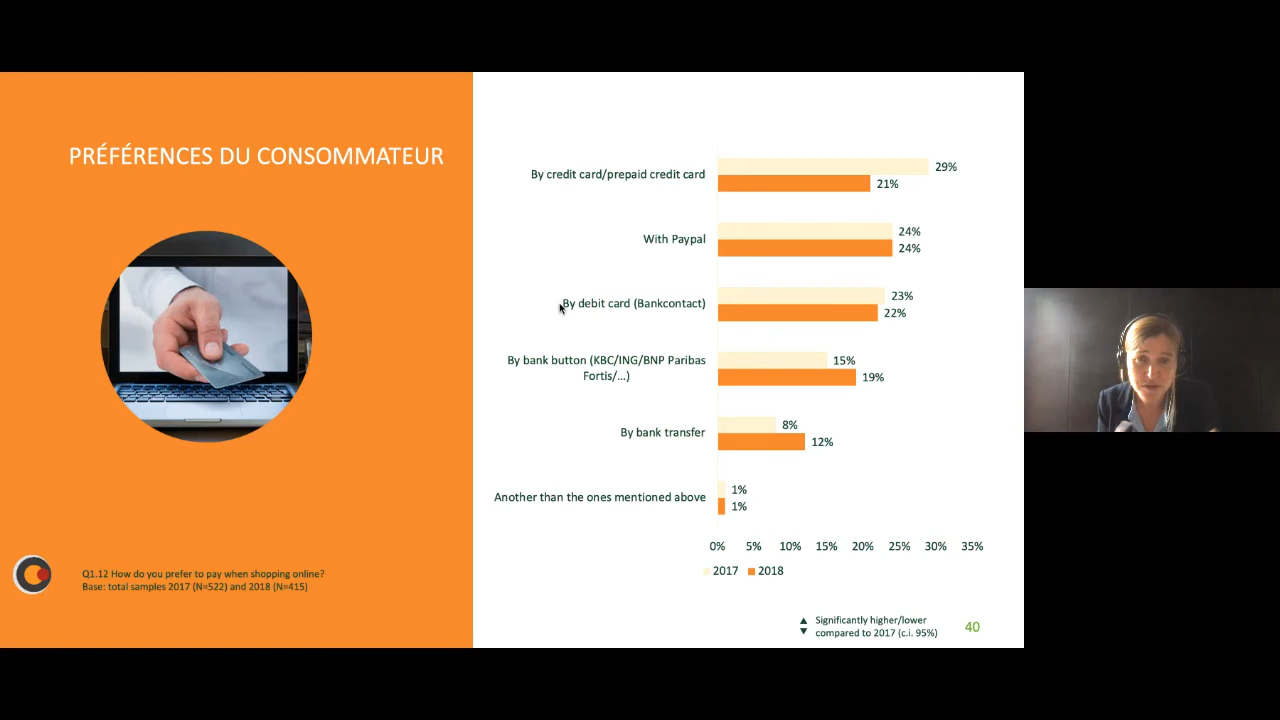 PRÉFÉRENCES DU CONSOMMATEUR
Q1.12 How do you prefer to pay when shopping online?
Base: total samples 2017 (N=522) and 2018 (N=415)
By credit card/prepaid credit card
29%
21%
With Paypal
24%
24%
By debit card (Bankcontact)
23%
22%
By bank button (KBC/ING/BNP Paribas
Fortis/...)
15%
19%
By bank transfer
8%
12%
Another than the ones mentioned above
1%
1%
0% 5% 10% 15% 20% 25% 30% 35%
2017 2018
Significantly higher/lower
compared to 2017 (c.i. 95%)
40